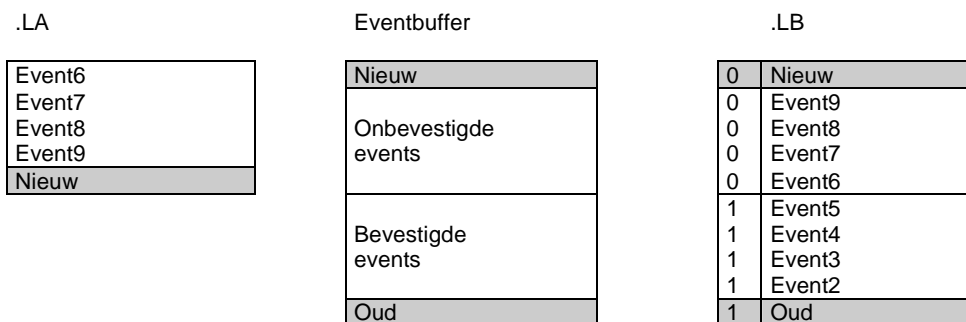 .LA
Event6
Event7
Event8
Event9
Nieuw
Eventbuffer
Nieuw
Onbevestigde
events
Bevestigde
events
Oud
.LB
0 Nieuw
0 Event9
0 Event8
0 Event7
0 Event6
1 Event5
1 Event4
1 Event3
1 Event2
1 Oud